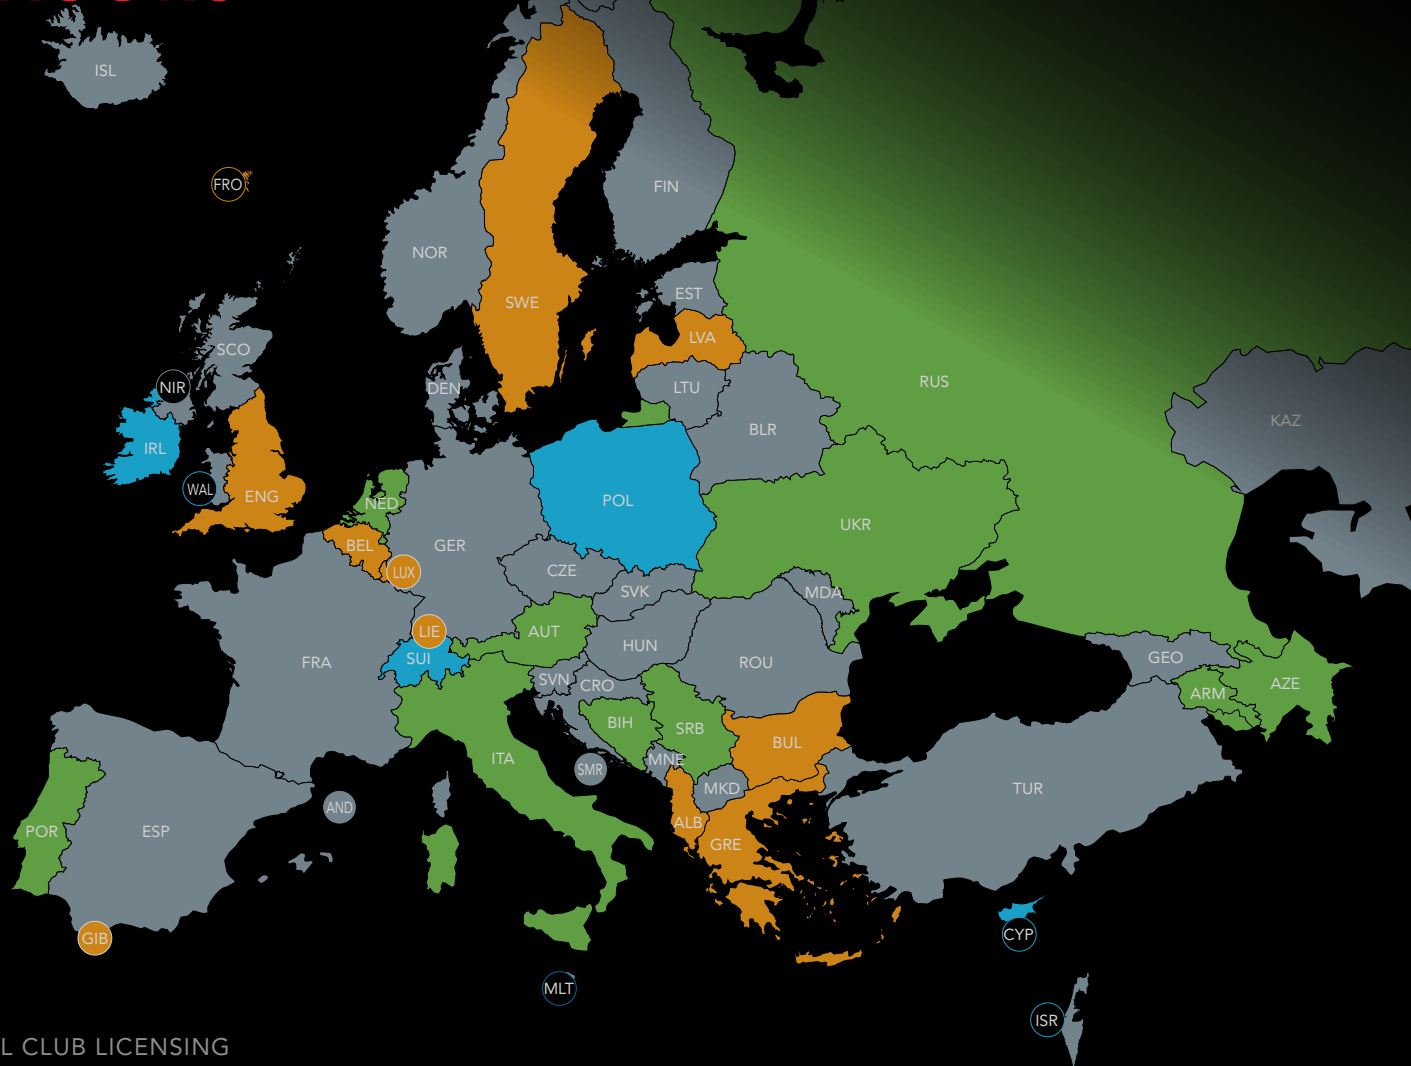 ISL
FRO
FIN
NOR
SWE
EST
LVA
SCO
NIR
DEN
LTU
RUS
BLR
KAZ
IRL
WAL
ENG
NED
POL
UKR
BEL
GER
LUX
CZE
SVK
MDA
LIE
AUT
HUN
SUI
FRA
ROU
GEO
SVN
CRO
ARM
AZE
BIH
SRB
BUL
ITA
MNE
SMR
MKD
TUR
AND
ALB
POR
ESP
GRE
GIB
CYP
MLT
ISR
L CLUB LICENSING